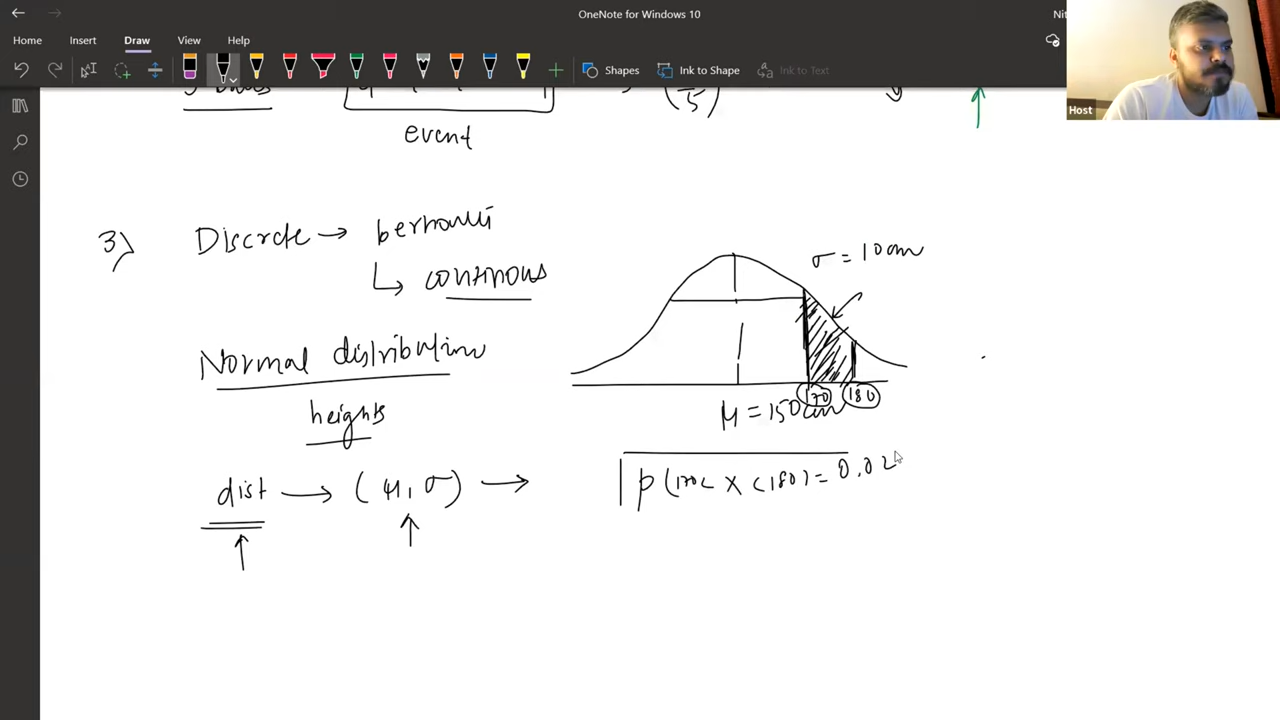 OneNote for Windows 10
Home Insert Draw View Help
Shapes Ink to Shape Ink to Text
Host
event
3) Discrete → bernoulli
↳ continous
σ = 10cm
Normal distribution
heights
170 180
μ = 150cm
dist → (μ, σ) →
p(170< X <180) = 0.02